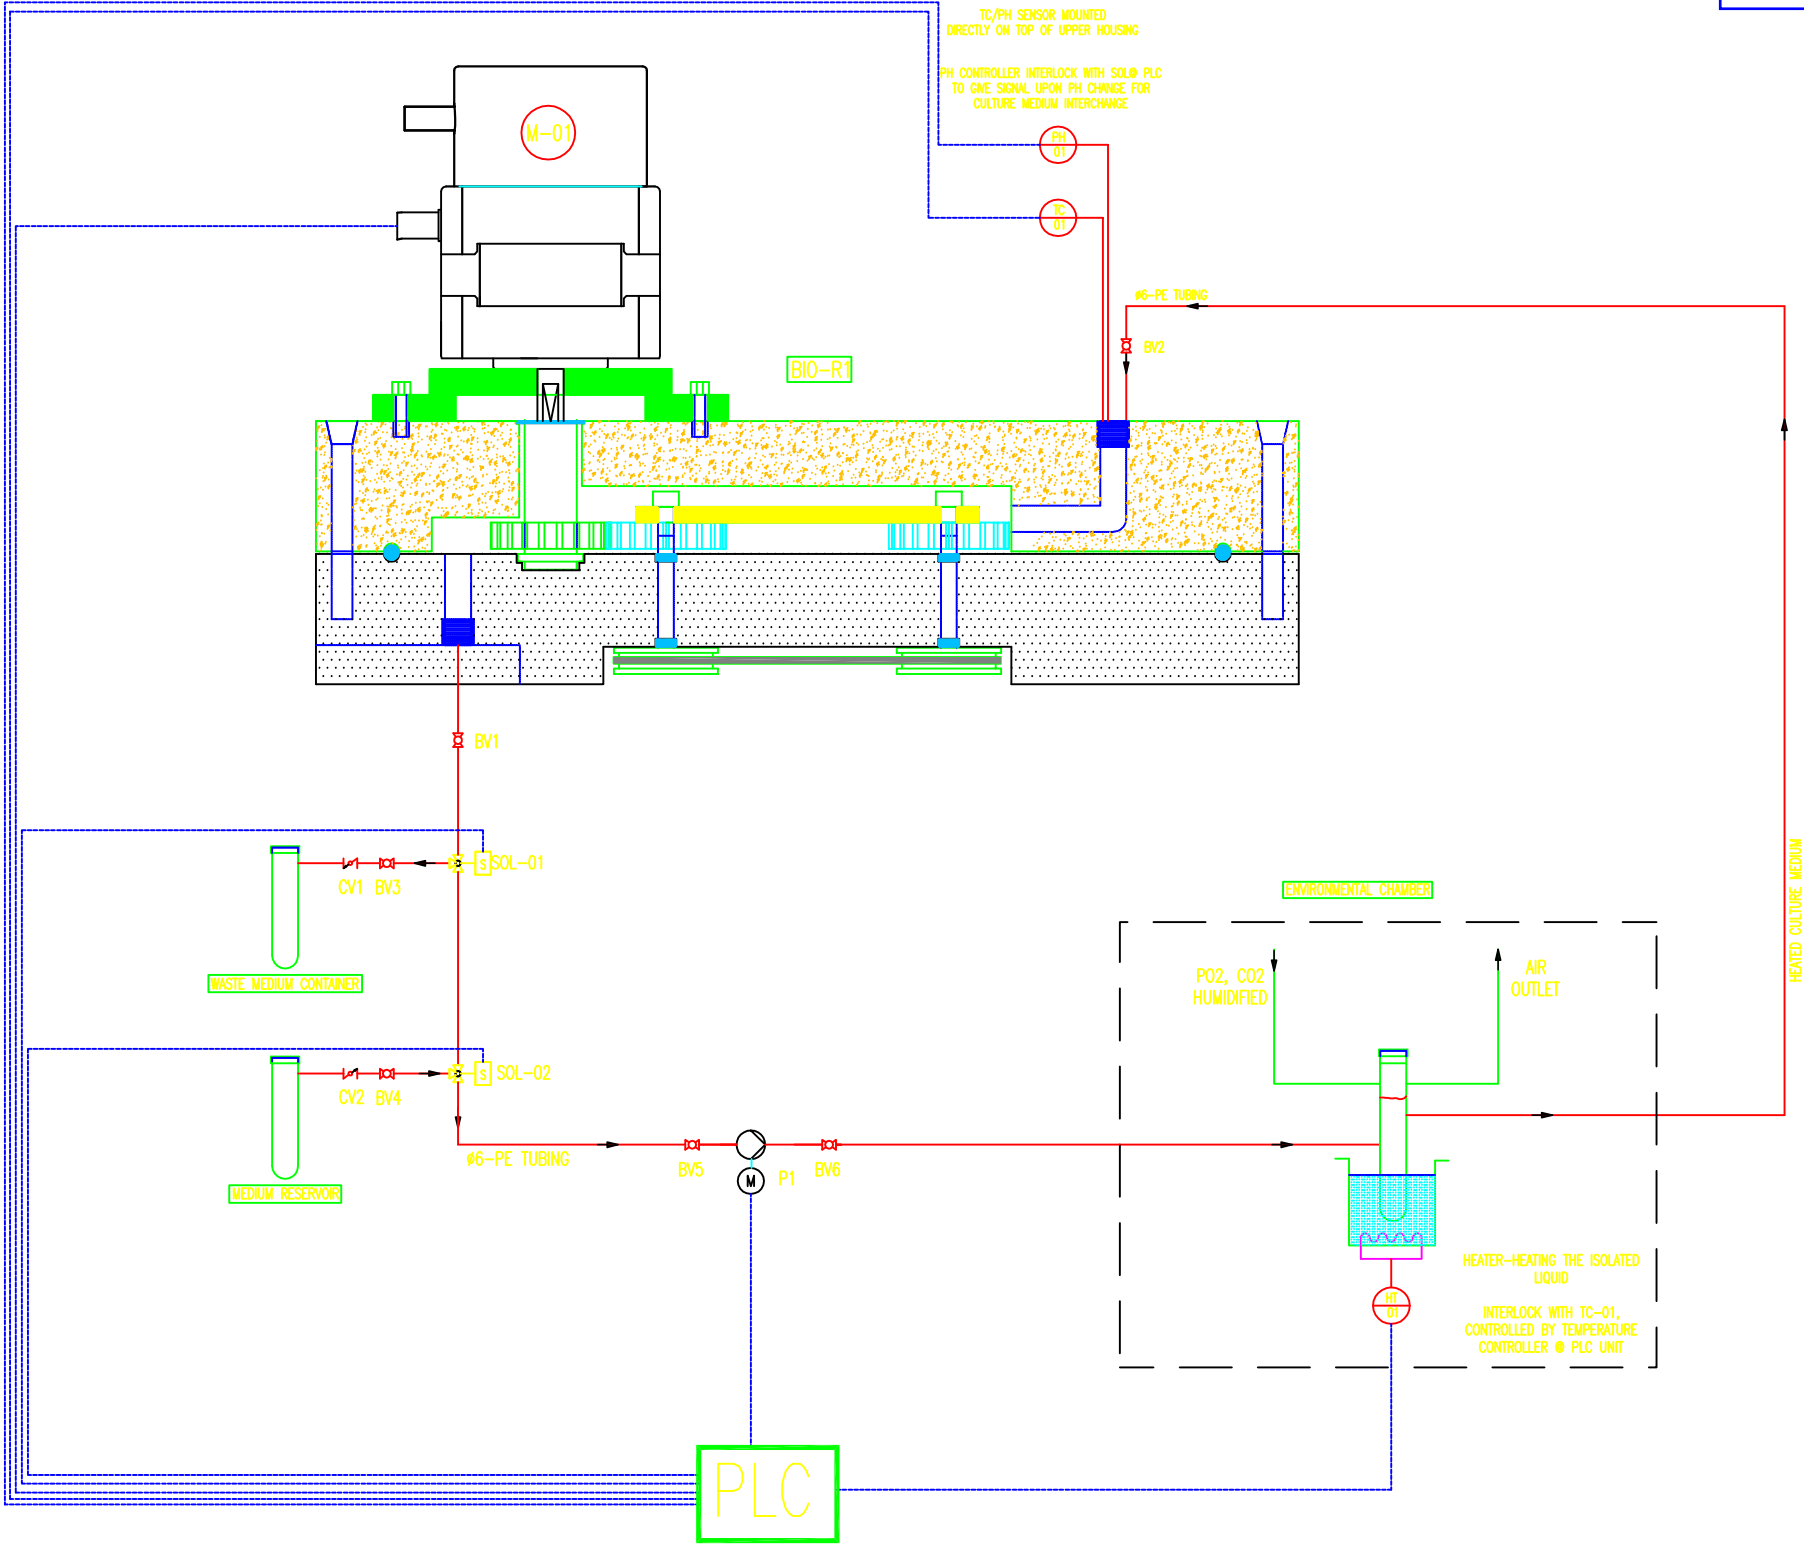 TC/PH SENSOR MOUNTED
DIRECTLY ON TOP OF UPPER HOUSING
PH CONTROLLER INTERLOCK WITH SOL@ PLC
TO GIVE SIGNAL UPON PH CHANGE FOR
CULTURE MEDIUM INTERCHANGE
M-01
PH
01
TC
01
ø6-PE TUBING
BV2
BIO-R1
BV1
S
SOL-01
CV1 BV3
WASTE MEDIUM CONTAINER
HEATED CULTURE MEDIUM
ENVIRONMENTAL CHAMBER
PO2, CO2
HUMIDIFIED
AIR
OUTLET
S
SOL-02
CV2 BV4
MEDIUM RESERVOIR
ø6-PE TUBING
BV5
M
P1
BV6
HEATER-HEATING THE ISOLATED
LIQUID
HT
01
INTERLOCK WITH TC-01,
CONTROLLED BY TEMPERATURE
CONTROLLER @ PLC UNIT
PLC